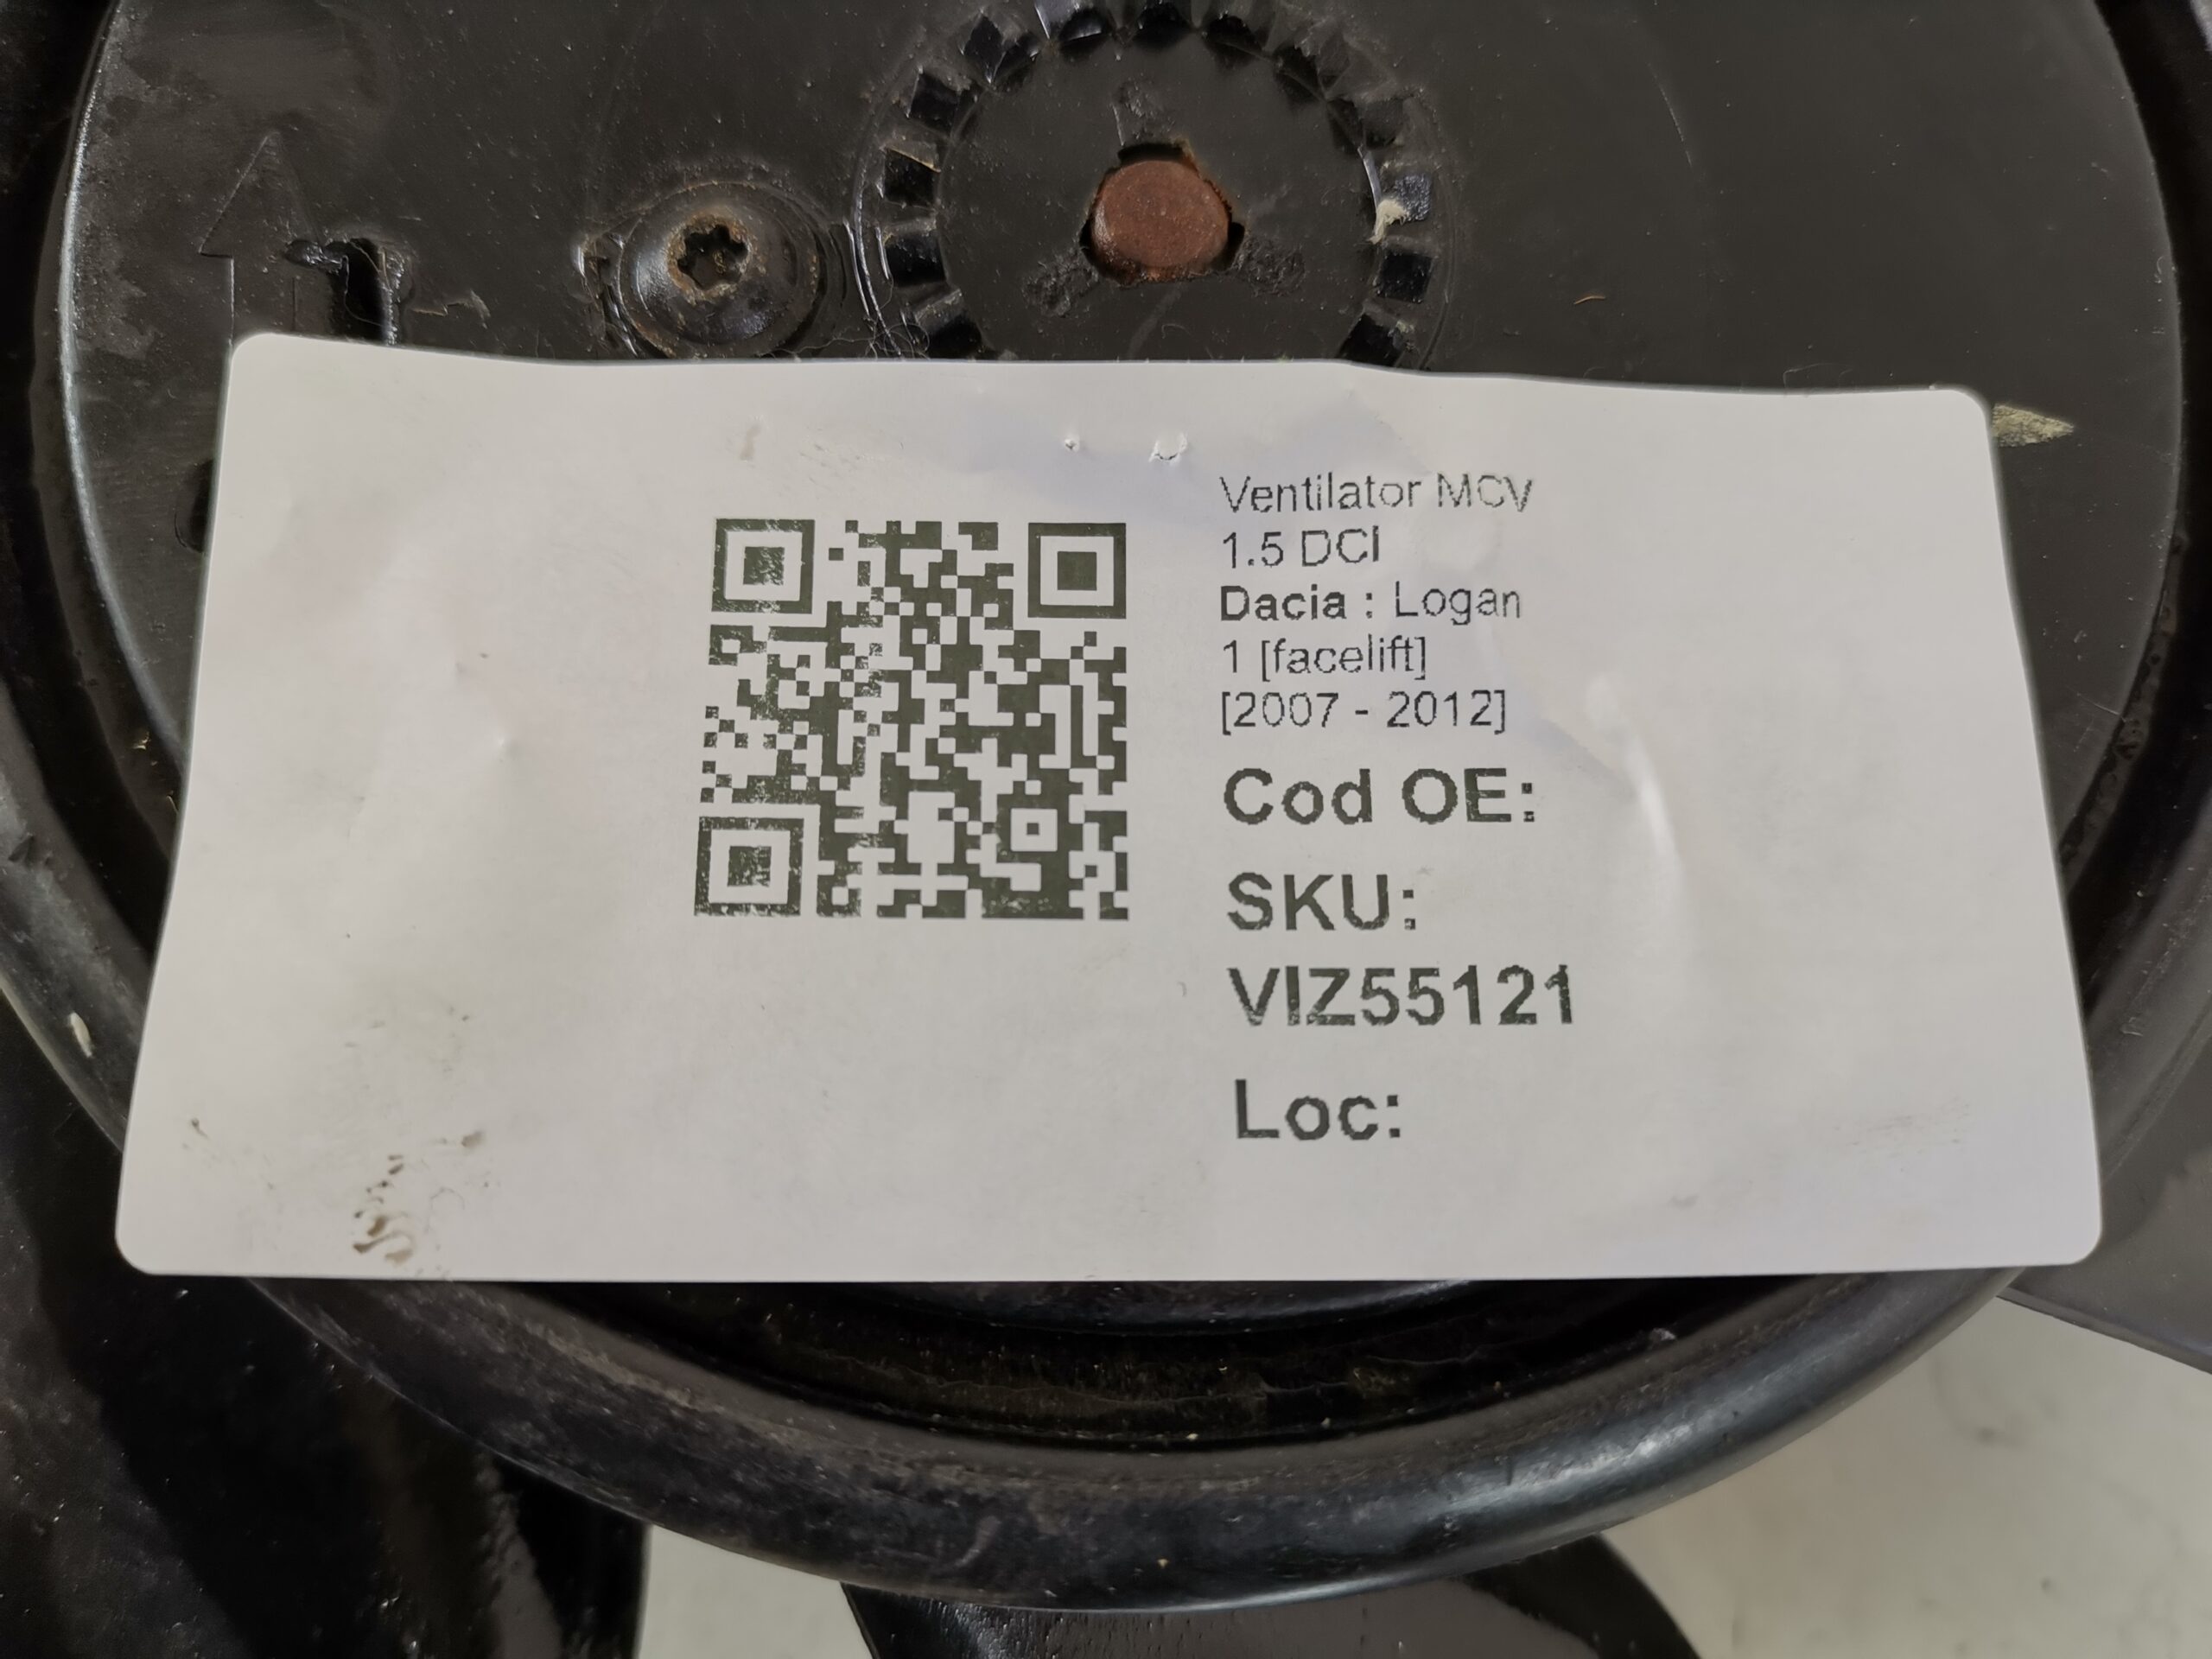 Ventilator MCV
1.5 DCI
Dacia : Logan
1 [facelift]
[2007 - 2012]
Cod OE:
SKU:
VIZ55121
Loc: